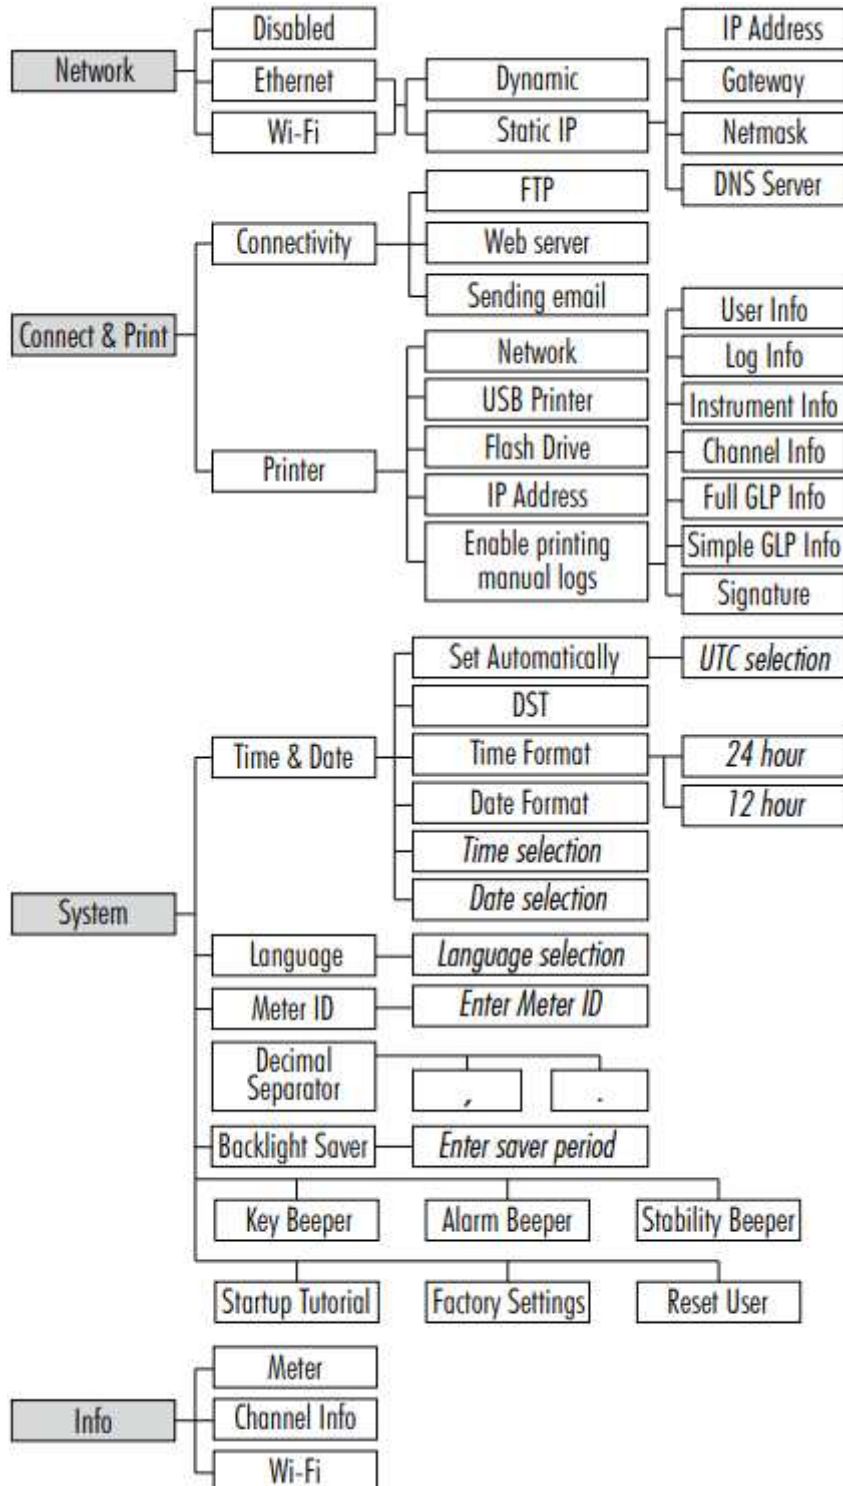 Network
Disabled
Ethernet
Wi-Fi
Dynamic
Static IP
IP Address
Gateway
Netmask
DNS Server
Connect & Print
Connectivity
FTP
Web server
Sending email
Printer
Network
USB Printer
Flash Drive
IP Address
Enable printing
manual logs
User Info
Log Info
Instrument Info
Channel Info
Full GLP Info
Simple GLP Info
Signature
System
Time & Date
Set Automatically
UTC selection
DST
Time Format
24 hour
12 hour
Date Format
Time selection
Date selection
Language
Language selection
Meter ID
Enter Meter ID
Decimal
Separator
,
.
Backlight Saver
Enter saver period
Key Beeper
Alarm Beeper
Stability Beeper
Startup Tutorial
Factory Settings
Reset User
Info
Meter
Channel Info
Wi-Fi